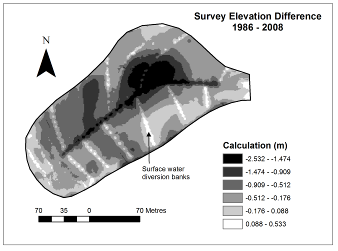 Survey Elevation Difference
1986 - 2008
N
Surface water
diversion banks
Calculation (m)
-2.532 - -1.474
-1.474 - -0.909
-0.909 - -0.512
-0.512 - -0.176
-0.176 - 0.088
0.088 - 0.533
70 35 0 70 Metres